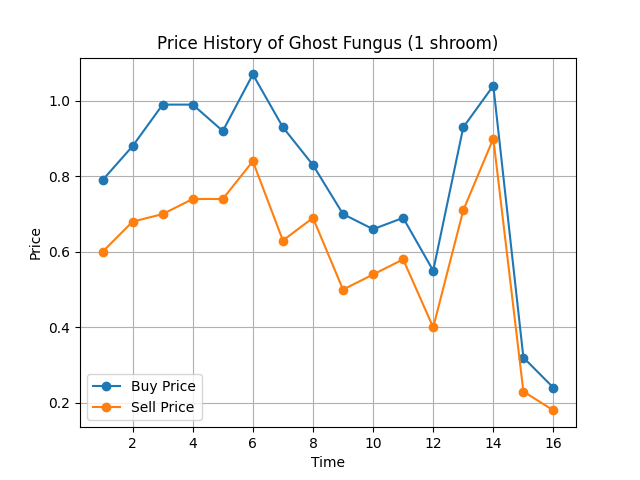 Price History of Ghost Fungus (1 shroom)
Price
1.0
0.8
0.6
0.4
0.2
Buy Price
Sell Price
2 4 6 8 10 12 14 16
Time